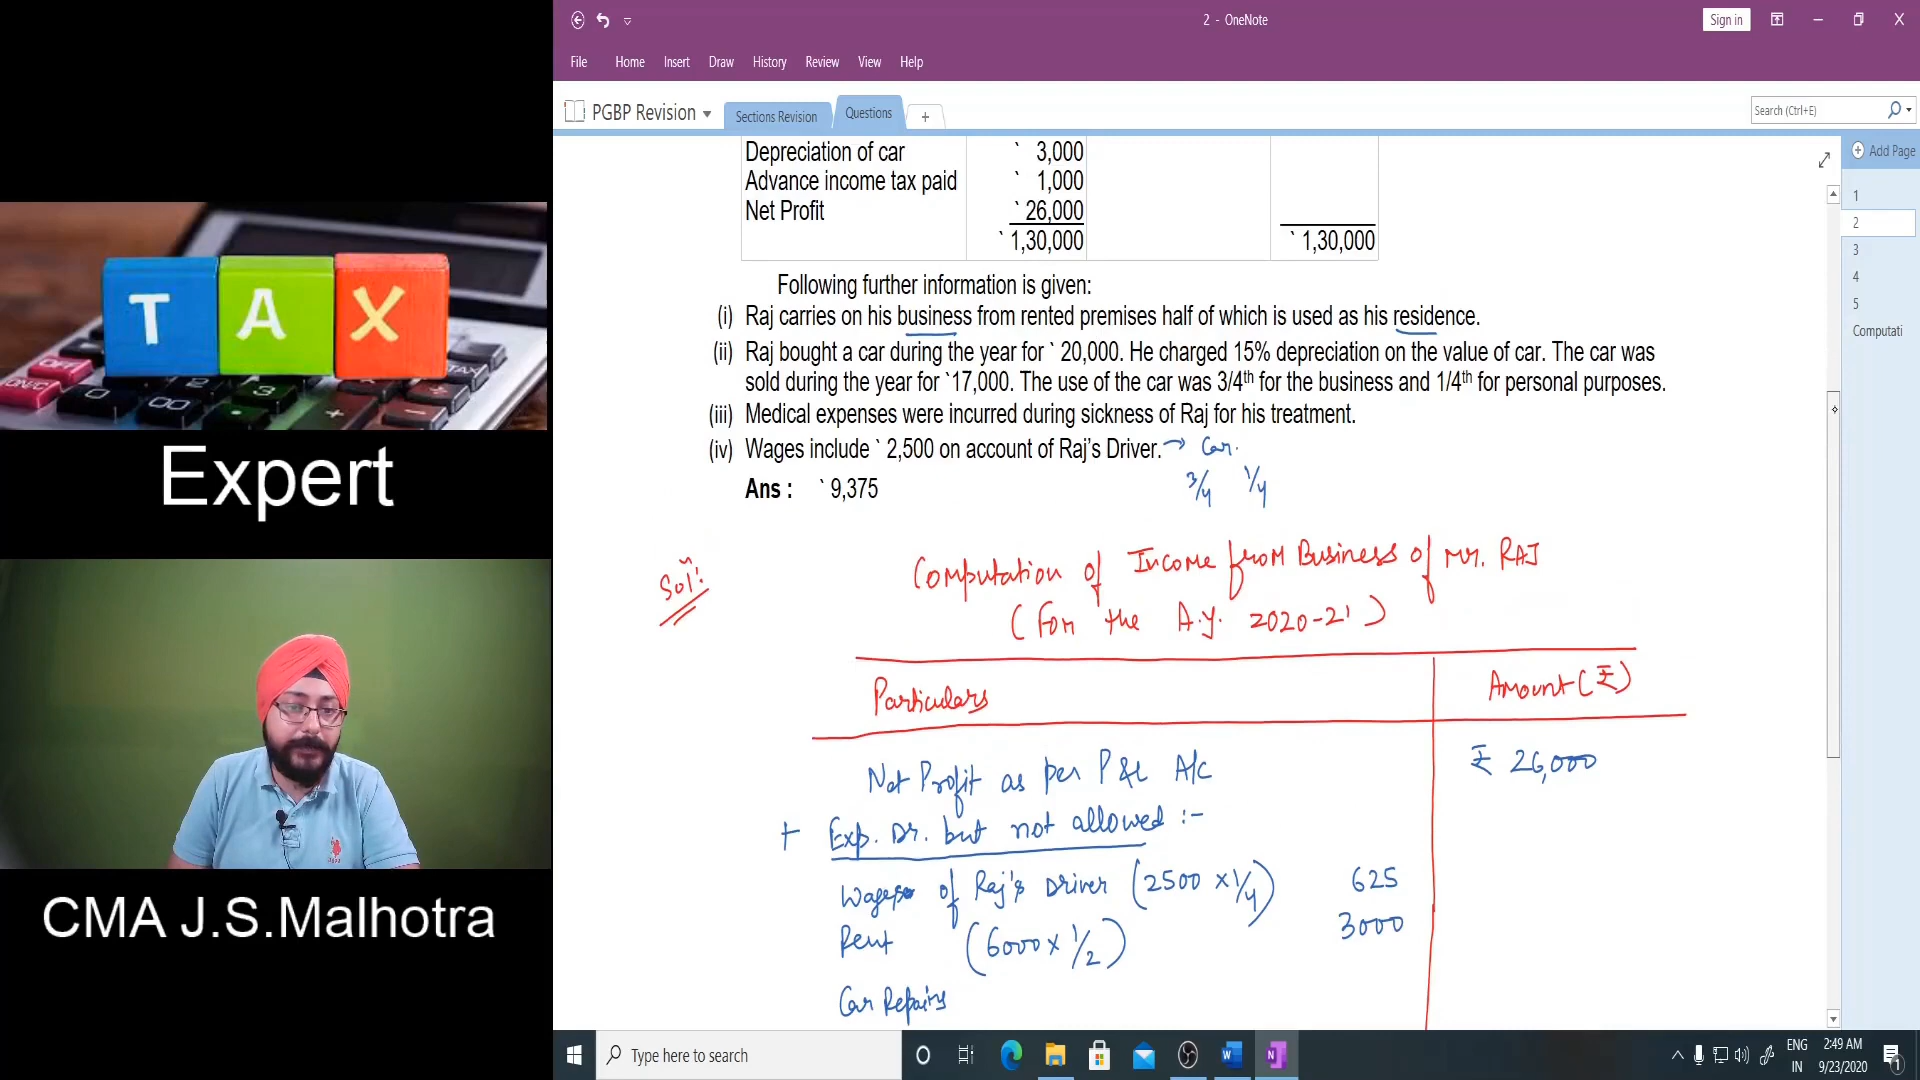 2 - OneNote
Sign in
File Home Insert Draw History Review View Help
PGBP Revision Sections Revision Questions +
Search (Ctrl+E)
Add Page
1
2
3
4
5
Computati
Depreciation of car ` 3,000
Advance income tax paid ` 1,000
Net Profit ` 26,000
` 1,30,000 ` 1,30,000
Following further information is given:
(i) Raj carries on his business from rented premises half of which is used as his residence.
(ii) Raj bought a car during the year for ` 20,000. He charged 15% depreciation on the value of car. The car was
sold during the year for `17,000. The use of the car was 3/4th for the business and 1/4th for personal purposes.
(iii) Medical expenses were incurred during sickness of Raj for his treatment.
(iv) Wages include ` 2,500 on account of Raj's Driver. → Car.
3/4 1/4
Ans : ` 9,375
Soln:
Computation of Income from Business of Mr. RAJ
(For the A.Y. 2020-21)
Particulars Amount (₹)
Net Profit as per P&L A/c ₹ 26,000
+ Exp. Dr. but not allowed :-
Wages of Raj's Driver (2500 × 1/4) 625
Rent (6000 × 1/2) 3000
Car Repairs
T A X
Expert
CMA J.S.Malhotra
Type here to search
ENG
IN
2:49 AM
9/23/2020